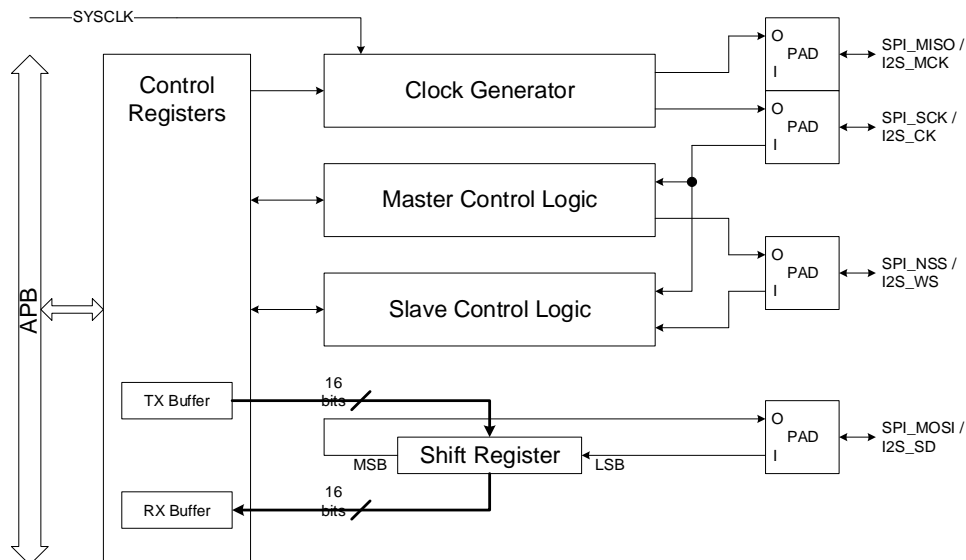 SYSCLK
APB
Control
Registers
Clock Generator
O
PAD
I
SPI_MISO /
I2S_MCK
O
PAD
I
SPI_SCK /
I2S_CK
Master Control Logic
Slave Control Logic
O
PAD
I
SPI_NSS /
I2S_WS
TX Buffer
16
bits
MSB
Shift Register
LSB
O
PAD
I
SPI_MOSI /
I2S_SD
RX Buffer
16
bits